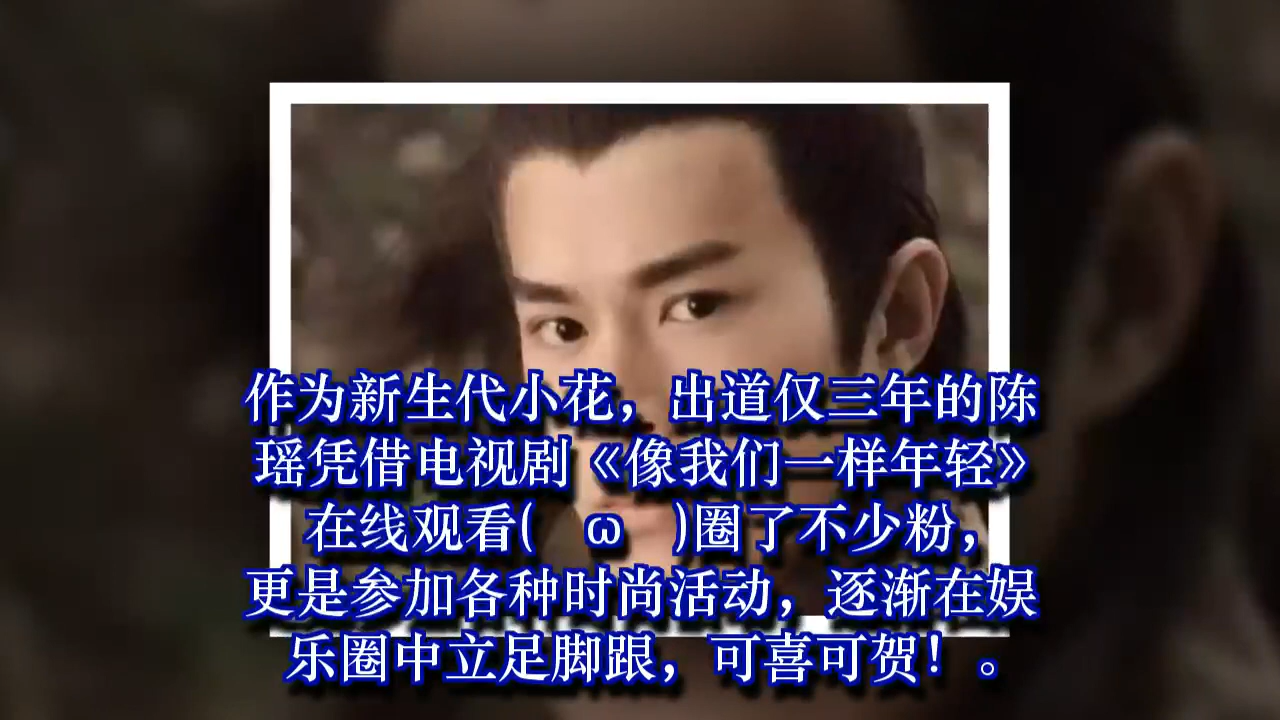 作为新生代小花，出道仅三年的陈
瑶凭借电视剧《像我们一样年轻》
在线观看(　ω　)圈了不少粉，
更是参加各种时尚活动，逐渐在娱
乐圈中立足脚跟，可喜可贺！。